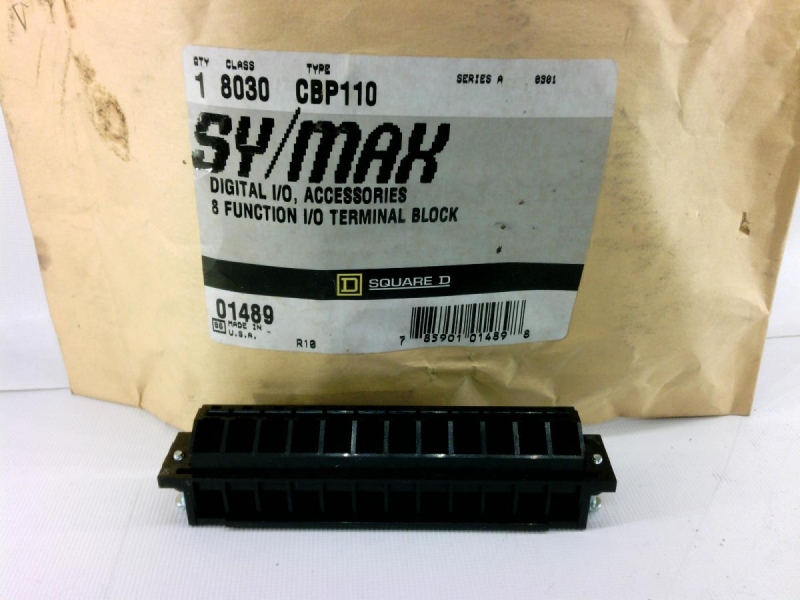 QTY CLASS TYPE SERIES A 0301
1 8030 CBP110
SY/MAX
DIGITAL I/O, ACCESSORIES
8 FUNCTION I/O TERMINAL BLOCK
D SQUARE D
01489
MADE IN
U.S.A.
R10
7 85901 01489 8